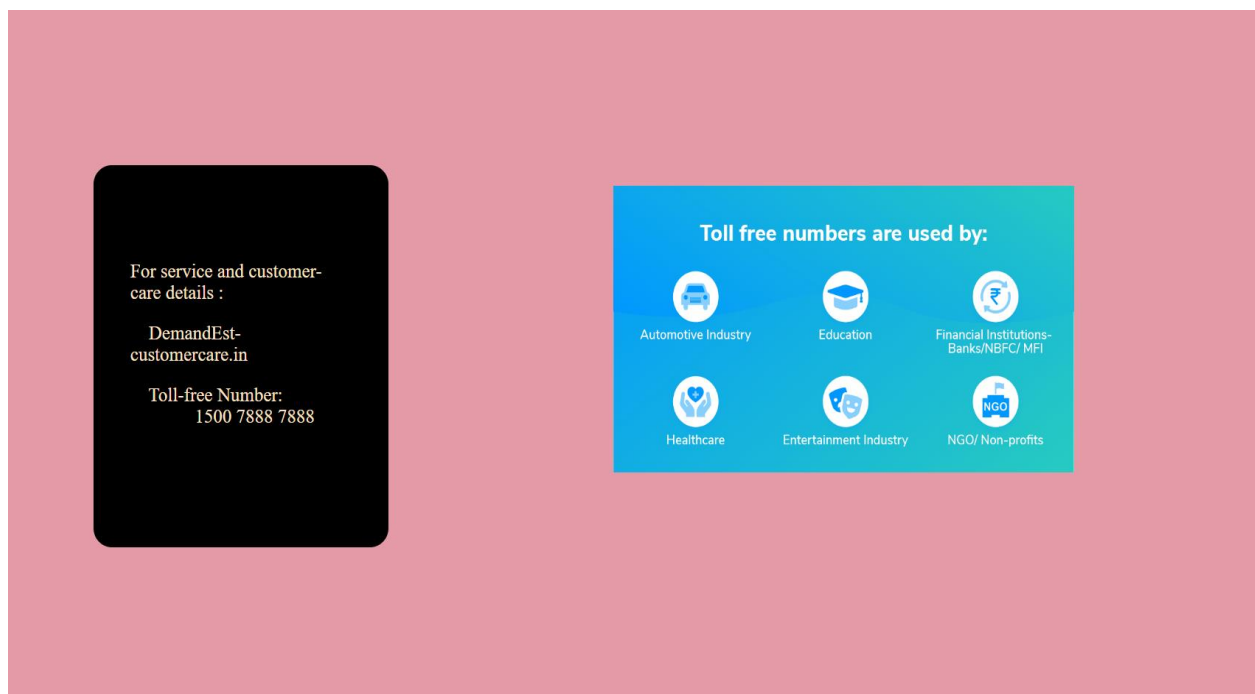 For service and customer-
care details :
DemandEst-
customercare.in
Toll-free Number:
1500 7888 7888
Toll free numbers are used by:
Automotive Industry
Education
Financial Institutions-
Banks/NBFC/ MFI
Healthcare
Entertainment Industry
NGO
NGO/ Non-profits